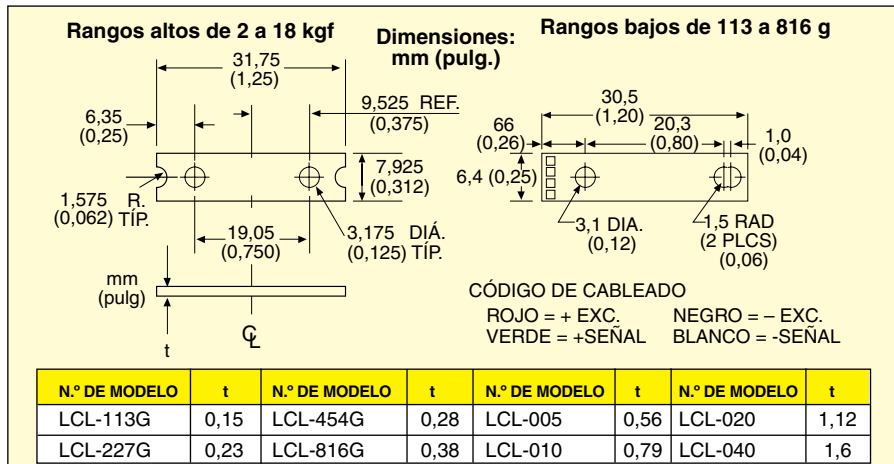 Rangos altos de 2 a 18 kgf
Dimensiones:
mm (pulg.)
Rangos bajos de 113 a 816 g
31,75
(1,25)
6,35
(0,25)
9,525 REF.
(0,375)
7,925
(0,312)
1,575 R.
(0,062) TÍP.
19,05
(0,750)
3,175 DIÁ.
(0,125) TÍP.
mm
(pulg)
t
℄
30,5
(1,20)
66
(0,26)
20,3
(0,80)
1,0
(0,04)
6,4 (0,25)
3,1 DIA.
(0,12)
1,5 RAD
(2 PLCS)
(0,06)
CÓDIGO DE CABLEADO
ROJO = + EXC. NEGRO = – EXC.
VERDE = +SEÑAL BLANCO = -SEÑAL
N.º DE MODELO t N.º DE MODELO t N.º DE MODELO t N.º DE MODELO t
LCL-113G 0,15 LCL-454G 0,28 LCL-005 0,56 LCL-020 1,12
LCL-227G 0,23 LCL-816G 0,38 LCL-010 0,79 LCL-040 1,6